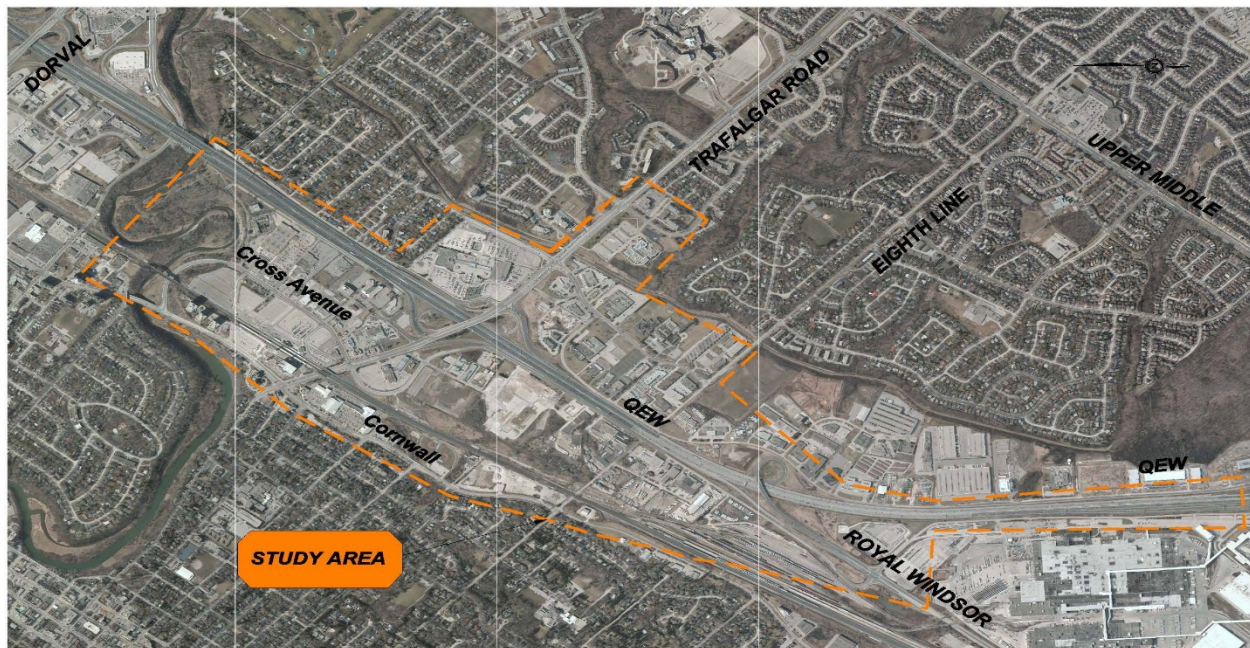 DORVAL
TRAFALGAR ROAD
UPPER MIDDLE
EIGHTH LINE
Cross Avenue
QEW
Cornwall
QEW
STUDY AREA
ROYAL WINDSOR